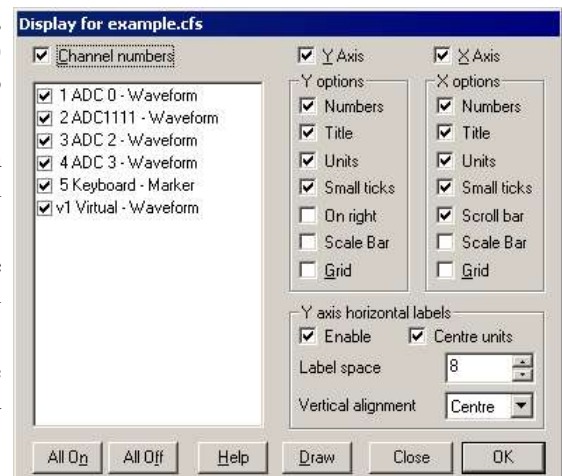 Display for example.cfs
Channel numbers
Y Axis
X Axis
1 ADC 0 - Waveform
2 ADC1111 - Waveform
3 ADC 2 - Waveform
4 ADC 3 - Waveform
5 Keyboard - Marker
v1 Virtual - Waveform
Y options
Numbers
Title
Units
Small ticks
On right
Scale Bar
Grid
X options
Numbers
Title
Units
Small ticks
Scroll bar
Scale Bar
Grid
Y axis horizontal labels
Enable
Centre units
Label space
8
Vertical alignment
Centre
All On
All Off
Help
Draw
Close
OK